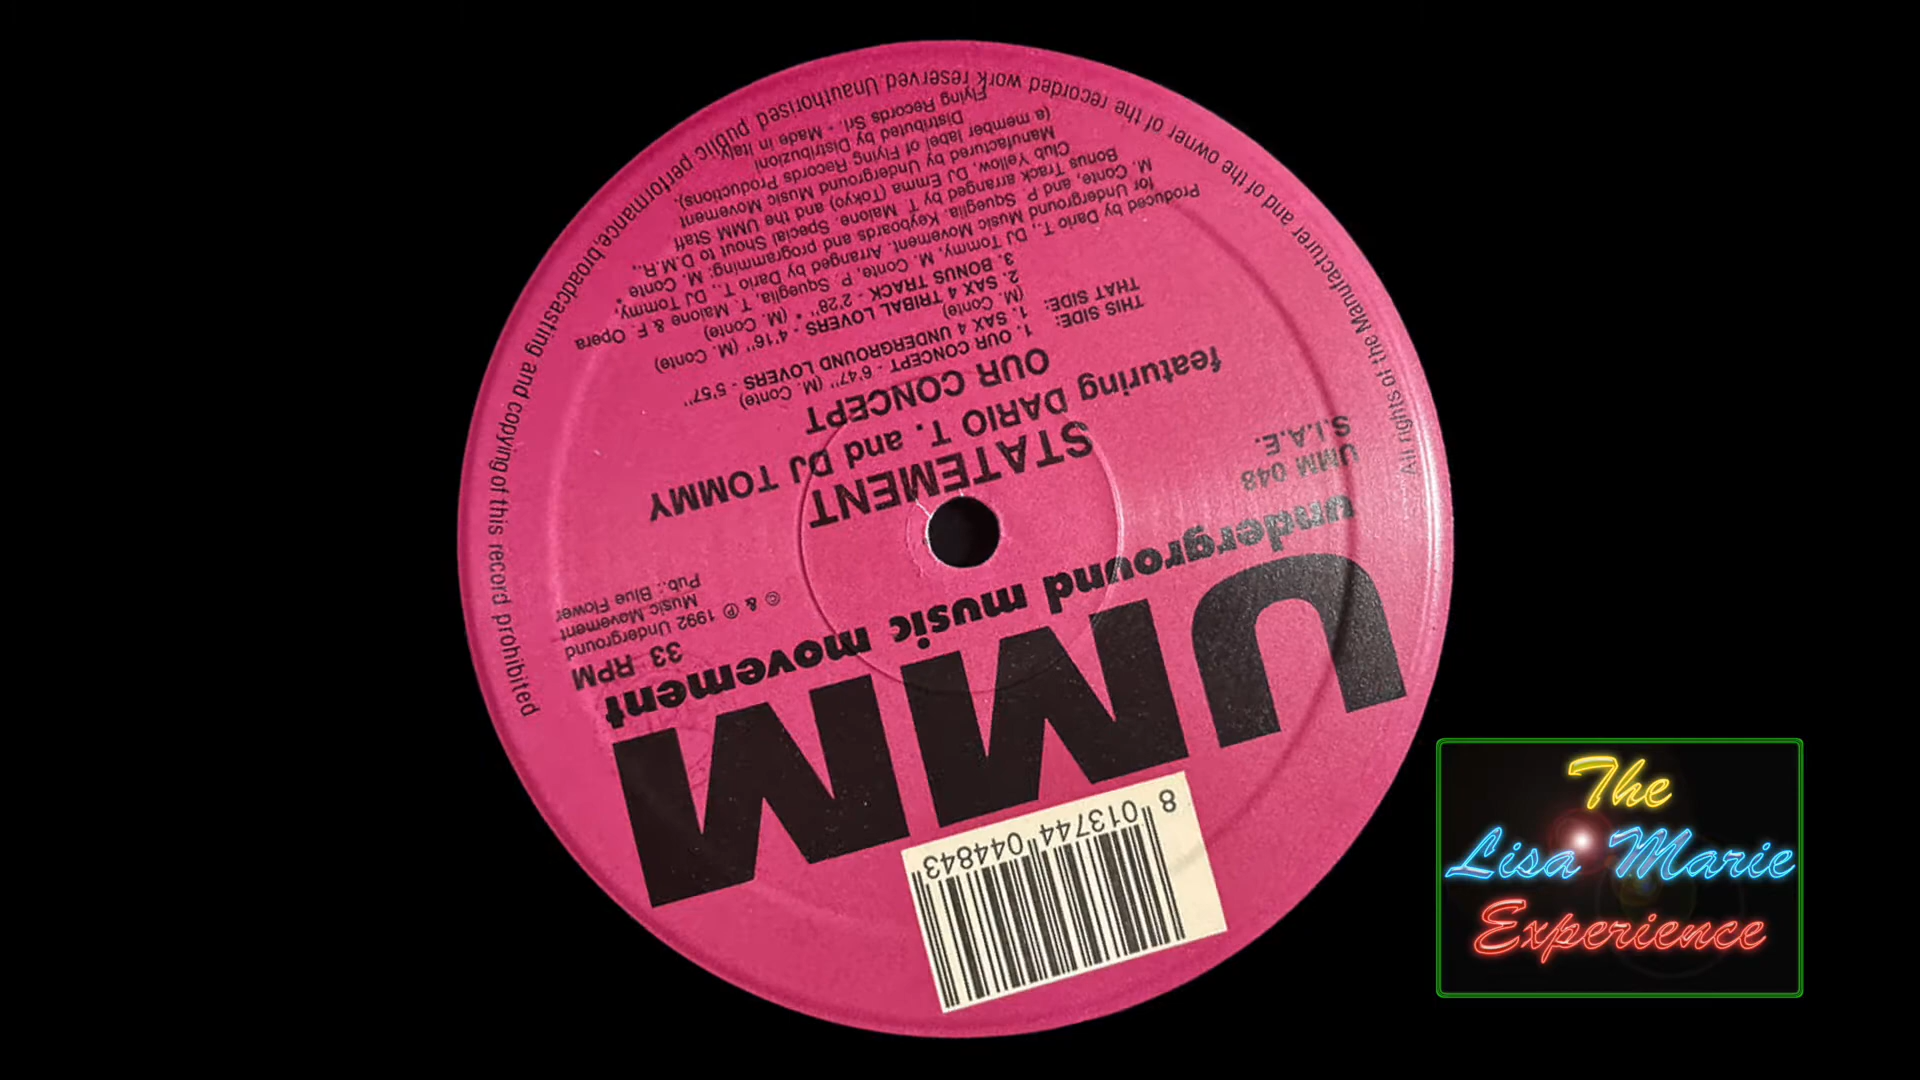 UMM
underground music movement
UMM 048
S.I.A.E.
33 RPM
© & ℗ 1992 Underground
Music Movement
Pub.: Blue Flower
STATEMENT
featuring DARIO T. and DJ TOMMY
OUR CONCEPT
THIS SIDE: 1. OUR CONCEPT - 6'47" (M. Conte)
THAT SIDE: 1. SAX 4 UNDERGROUND LOVERS - 5'57"
(M. Conte)
2. SAX 4 TRIBAL LOVERS - 4'16" (M. Conte)
3. BONUS TRACK - 2'28" * (M. Conte)
Produced by Dario T., DJ Tommy, M. Conte, P. Squeglia, T. Maione & F. Opera
for Underground Music Movement. Arranged by Dario T., DJ Tommy,
M. Conte, and P. Squeglia. Keyboards and programming: M. Conte *
Bonus Track arranged by T. Maione. Special Shout to D.M.R.,
Club Yellow, DJ Emma (Tokyo) and the UMM Staff
Manufactured by Underground Music Movement
(a member label of Flying Records Productions).
Distributed by Distribuzioni
Flying Records Srl. - Made in Italy
All rights of the Manufacturer and of the owner of the recorded work reserved. Unauthorised public performance, broadcasting and copying of this record prohibited
8 013744 044843
The
Lisa Marie
Experience